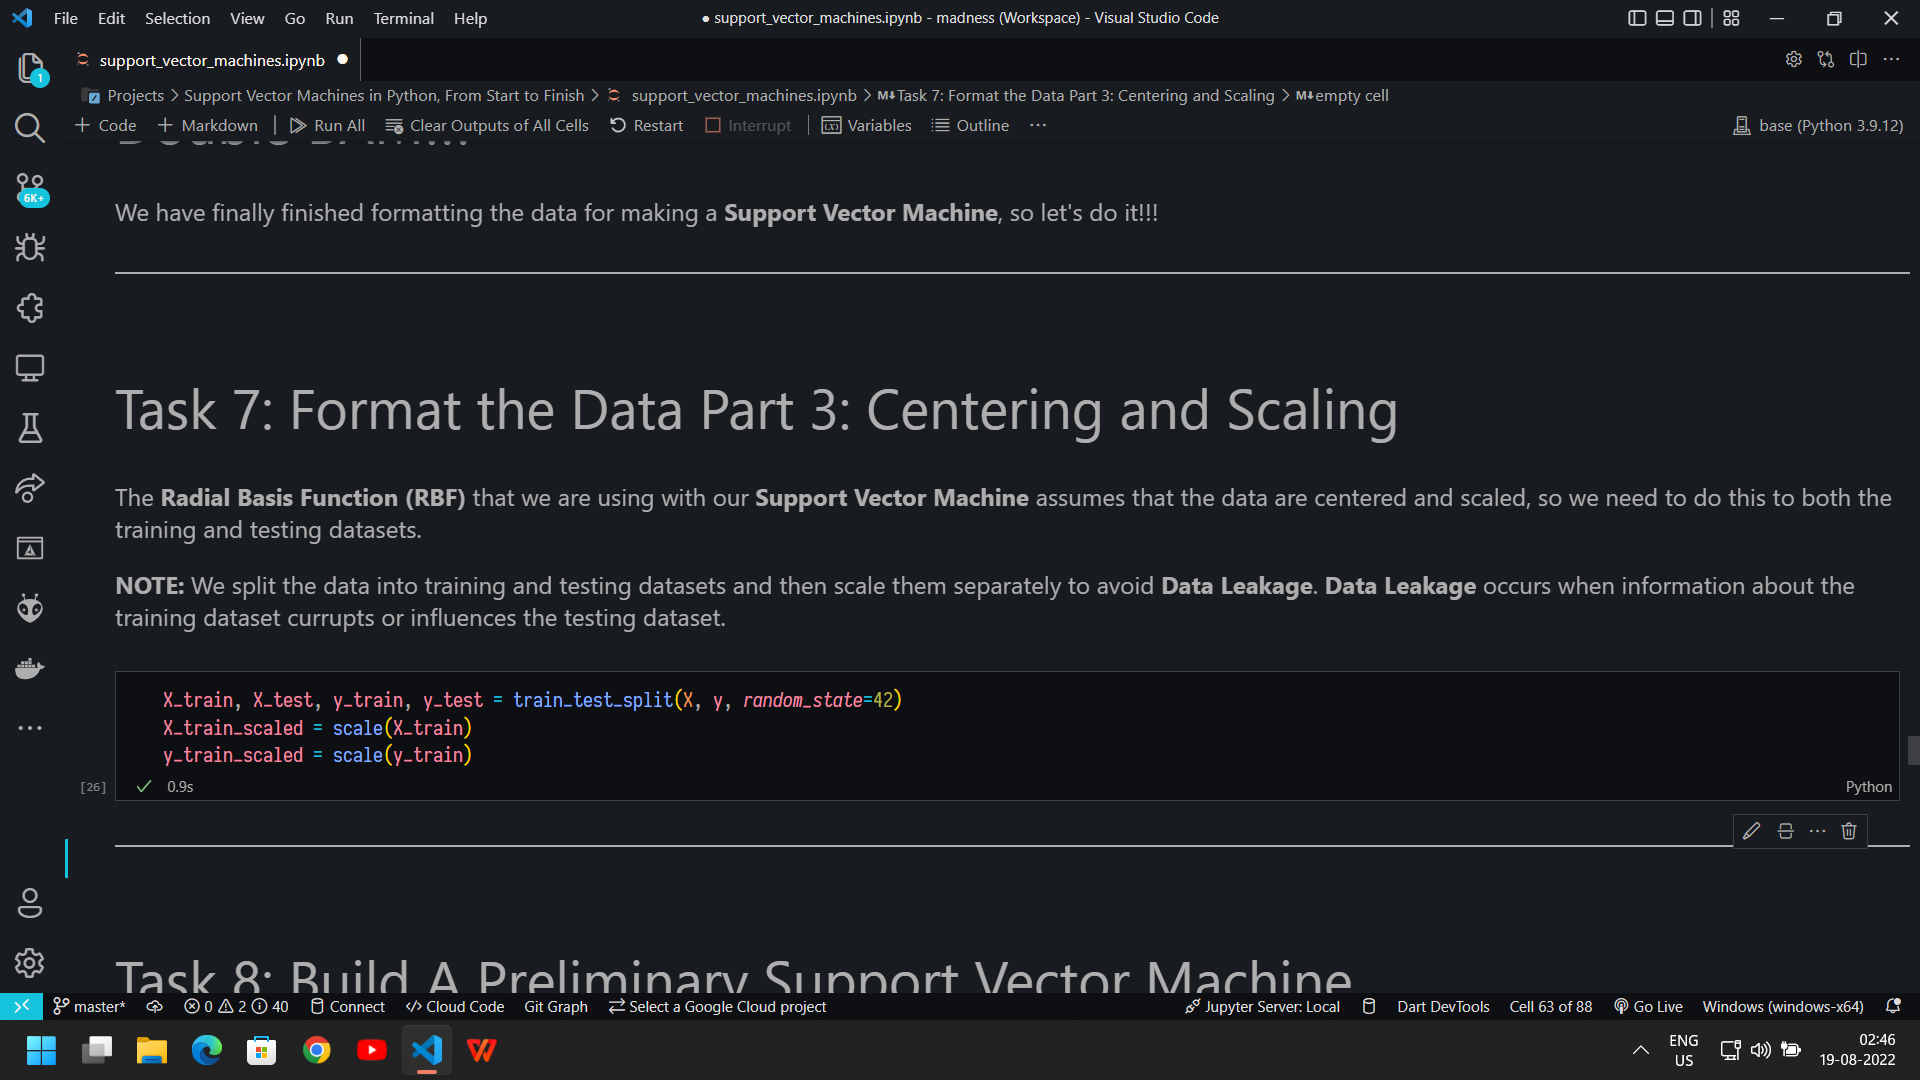 File Edit Selection View Go Run Terminal Help
● support_vector_machines.ipynb - madness (Workspace) - Visual Studio Code
support_vector_machines.ipynb
Projects > Support Vector Machines in Python, From Start to Finish > support_vector_machines.ipynb > M↓Task 7: Format the Data Part 3: Centering and Scaling > M↓empty cell
+ Code + Markdown Run All Clear Outputs of All Cells Restart Interrupt Variables Outline ...
base (Python 3.9.12)
1
6K+
We have finally finished formatting the data for making a Support Vector Machine, so let's do it!!!
Task 7: Format the Data Part 3: Centering and Scaling
The Radial Basis Function (RBF) that we are using with our Support Vector Machine assumes that the data are centered and scaled, so we need to do this to both the
training and testing datasets.
NOTE: We split the data into training and testing datasets and then scale them separately to avoid Data Leakage. Data Leakage occurs when information about the
training dataset currupts or influences the testing dataset.
X_train, X_test, y_train, y_test = train_test_split(X, y, random_state=42)
X_train_scaled = scale(X_train)
y_train_scaled = scale(y_train)
[26] ✓ 0.9s Python
Task 8: Build A Preliminary Support Vector Machine
master* 0 2 40 Connect Cloud Code Git Graph Select a Google Cloud project
Jupyter Server: Local Dart DevTools Cell 63 of 88 Go Live Windows (windows-x64)
ENG
US
02:46
19-08-2022